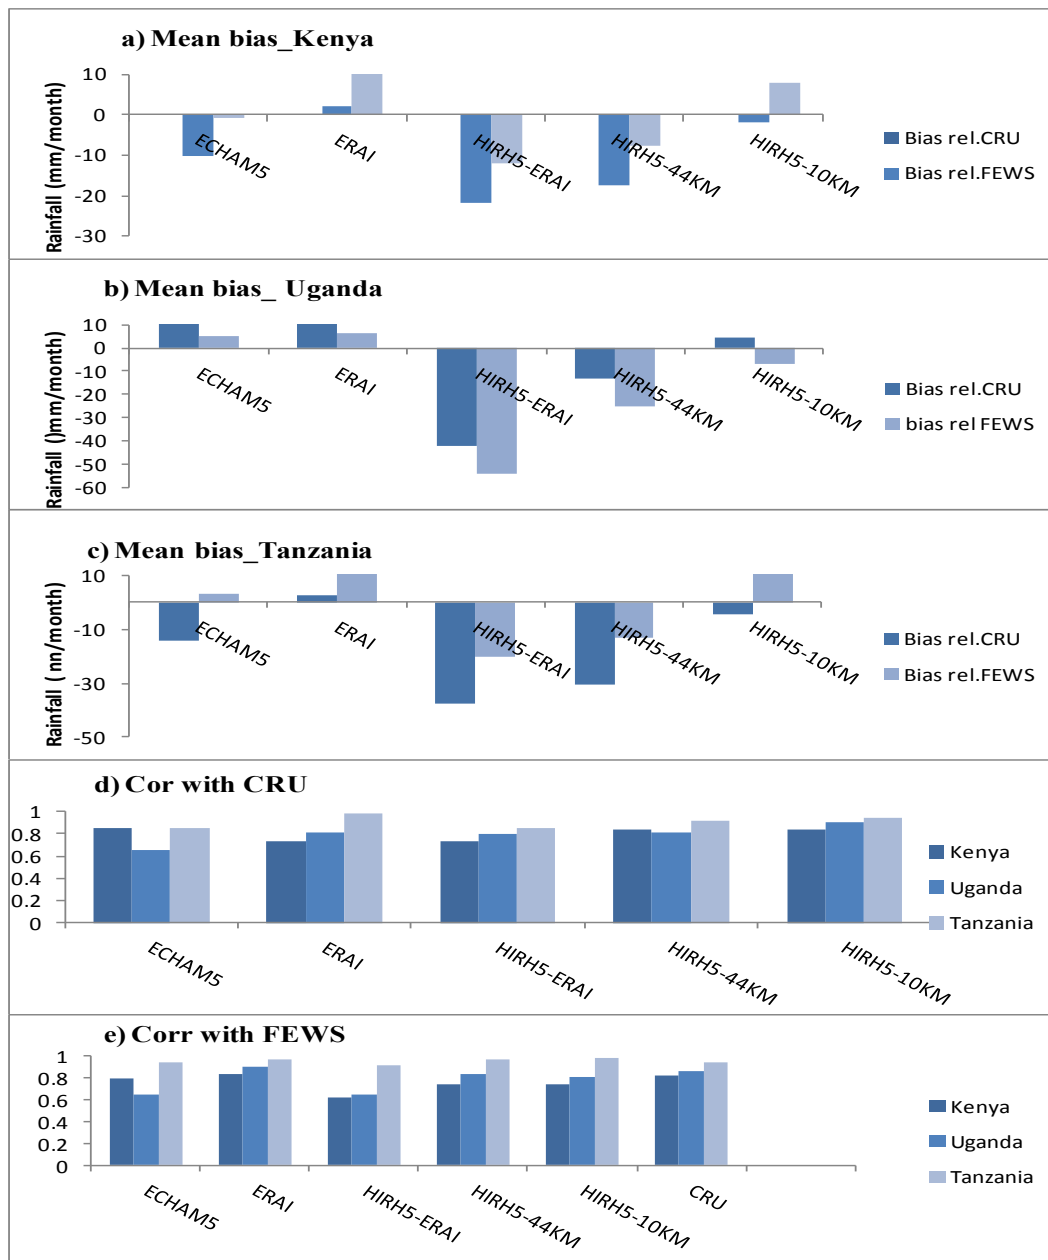 a) Mean bias_Kenya
Rainfall (mm/month)
10
0
-10
-20
-30
ECHAM5
ERAI
HIRH5-ERAI
HIRH5-44KM
HIRH5-10KM
Bias rel.CRU
Bias rel.FEWS
b) Mean bias_ Uganda
Rainfall ()mm/month)
10
0
-10
-20
-30
-40
-50
-60
ECHAM5
ERAI
HIRH5-ERAI
HIRH5-44KM
HIRH5-10KM
Bias rel.CRU
bias rel FEWS
c) Mean bias_Tanzania
Rainfall ( nn/month)
10
-10
-30
-50
ECHAM5
ERAI
HIRH5-ERAI
HIRH5-44KM
HIRH5-10KM
Bias rel.CRU
Bias rel.FEWS
d) Cor with CRU
1
0.8
0.6
0.4
0.2
0
ECHAM5
ERAI
HIRH5-ERAI
HIRH5-44KM
HIRH5-10KM
Kenya
Uganda
Tanzania
e) Corr with FEWS
1
0.8
0.6
0.4
0.2
0
ECHAM5
ERAI
HIRH5-ERAI
HIRH5-44KM
HIRH5-10KM
CRU
Kenya
Uganda
Tanzania